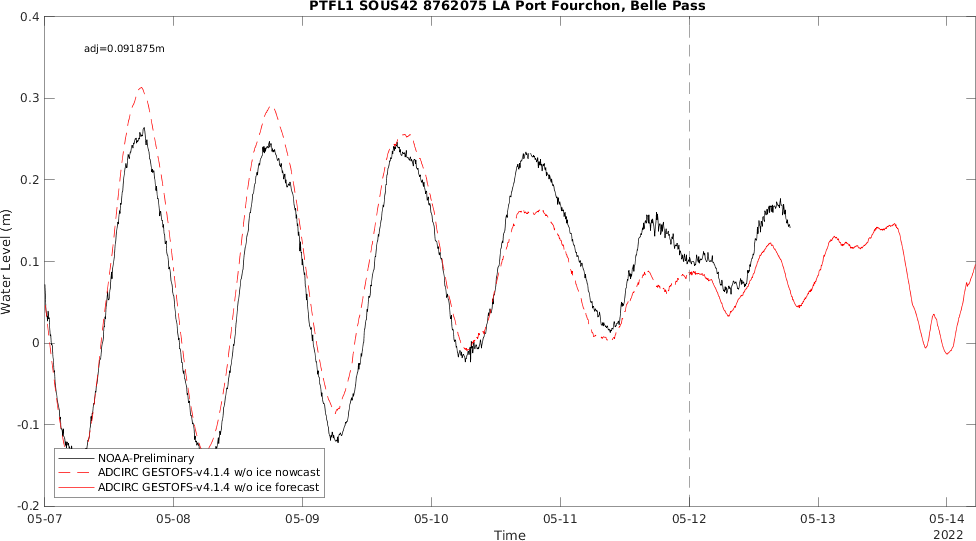 PTFL1 SOUS42 8762075 LA Port Fourchon, Belle Pass
0.4
adj=0.091875m
0.3
0.2
0.1
0
-0.1
-0.2
Water Level (m)
NOAA-Preliminary
ADCIRC GESTOFS-v4.1.4 w/o ice nowcast
ADCIRC GESTOFS-v4.1.4 w/o ice forecast
05-07 05-08 05-09 05-10 05-11 05-12 05-13 05-14
Time
2022